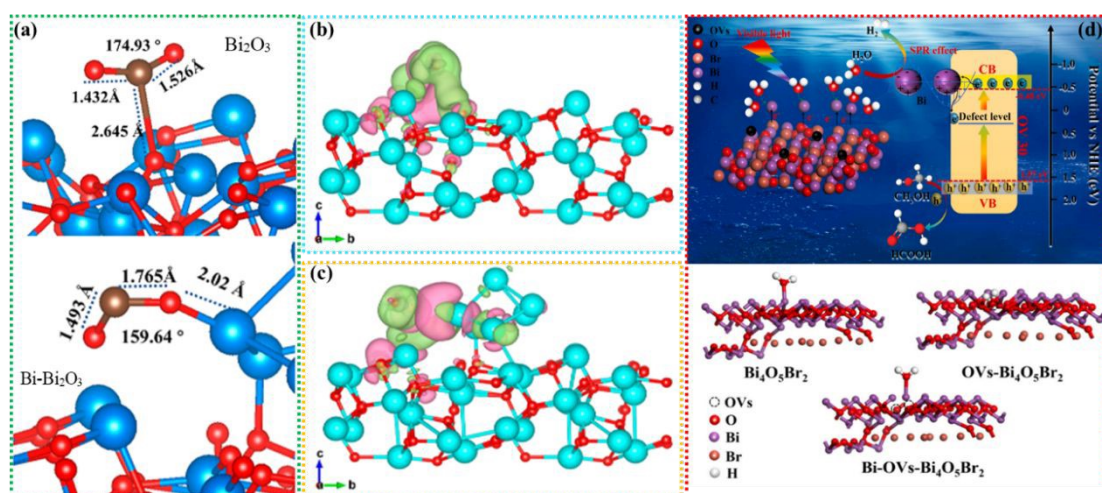 (a)
174.93 °
Bi₂O₃
1.432Å
1.526Å
2.645 Å
1.765Å
2.02 Å
1.493 Å
159.64 °
Bi-Bi₂O₃
(b)
c
a
b
(c)
c
a
b
(d)
OVs
O
Br
Bi
H
C
Visible light
H₂
H₂O
SPR effect
Bi
CB
Defect level
VB
h⁺ h⁺ h⁺ h⁺ h⁺
CH₃OH
HCOOH
-1.0
-0.5
0
0.5
1.0
1.5
2.0
Potential vs NHE (eV)
Bi₄O₅Br₂
OVs-Bi₄O₅Br₂
OVs
O
Bi
Br
H
Bi-OVs-Bi₄O₅Br₂